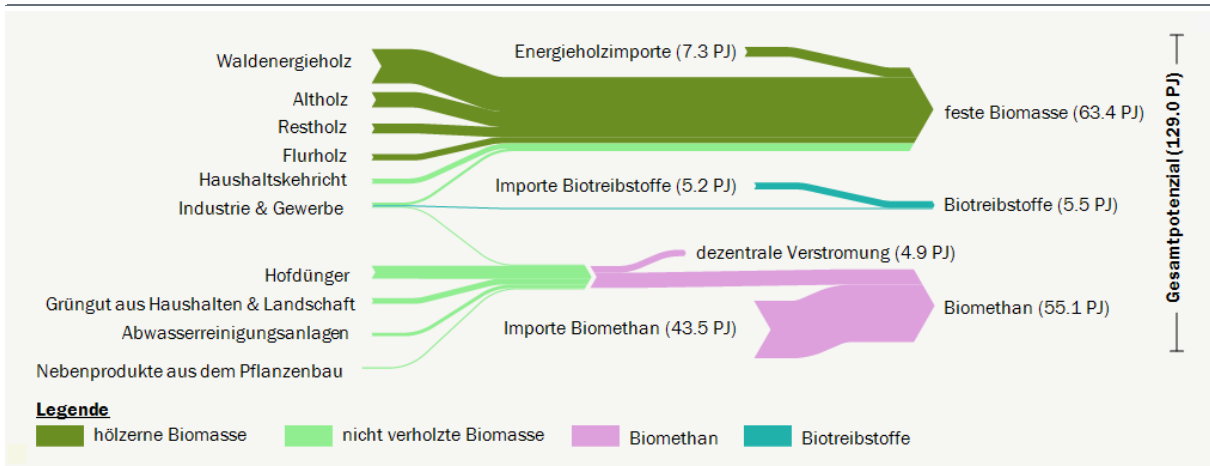 Waldenergieholz
Altholz
Restholz
Flurholz
Haushaltskehricht
Industrie & Gewerbe
Hofdünger
Grüngut aus Haushalten & Landschaft
Abwasserreinigungsanlagen
Nebenprodukte aus dem Pflanzenbau
Energieholzimporte (7.3 PJ)
Importe Biotreibstoffe (5.2 PJ)
dezentrale Verstromung (4.9 PJ)
Importe Biomethan (43.5 PJ)
feste Biomasse (63.4 PJ)
Biotreibstoffe (5.5 PJ)
Biomethan (55.1 PJ)
Gesamtpotenzial (129.0 PJ)
Legende
hölzerne Biomasse
nicht verholzte Biomasse
Biomethan
Biotreibstoffe